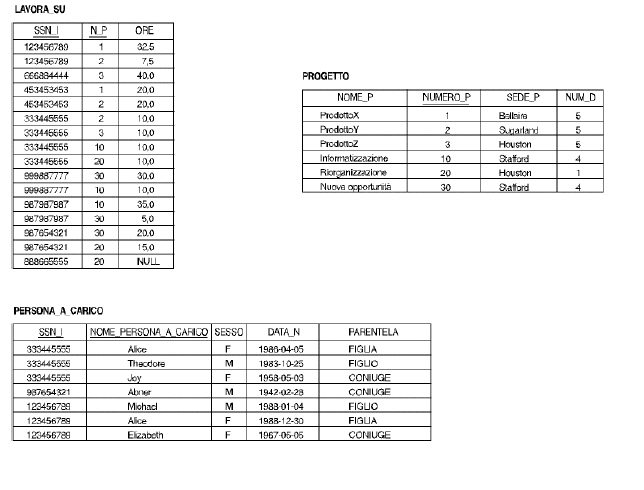 LAVORA_SU
SSN_I N_P ORE
123456789 1 32,5
123456789 2 7,5
666884444 3 40,0
453453453 1 20,0
453453453 2 20,0
333445555 2 10,0
333445555 3 10,0
333445555 10 10,0
333445555 20 10,0
999887777 30 30,0
999887777 10 10,0
987987987 10 35,0
987987987 30 5,0
987654321 30 20,0
987654321 20 15,0
888665555 20 NULL
PROGETTO
NOME_P NUMERO_P SEDE_P NUM_D
ProdottoX 1 Bellaire 5
ProdottoY 2 Sugarland 5
ProdottoZ 3 Houston 5
Informatizzazione 10 Stafford 4
Riorganizzazione 20 Houston 1
Nuove opportunità 30 Stafford 4
PERSONA_A_CARICO
SSN_I NOME_PERSONA_A_CARICO SESSO DATA_N PARENTELA
333445555 Alice F 1986-04-05 FIGLIA
333445555 Theodore M 1983-10-25 FIGLIO
333445555 Joy F 1958-05-03 CONIUGE
987654321 Abner M 1942-02-28 CONIUGE
123456789 Michael M 1988-01-04 FIGLIO
123456789 Alice F 1988-12-30 FIGLIA
123456789 Elizabeth F 1967-05-05 CONIUGE